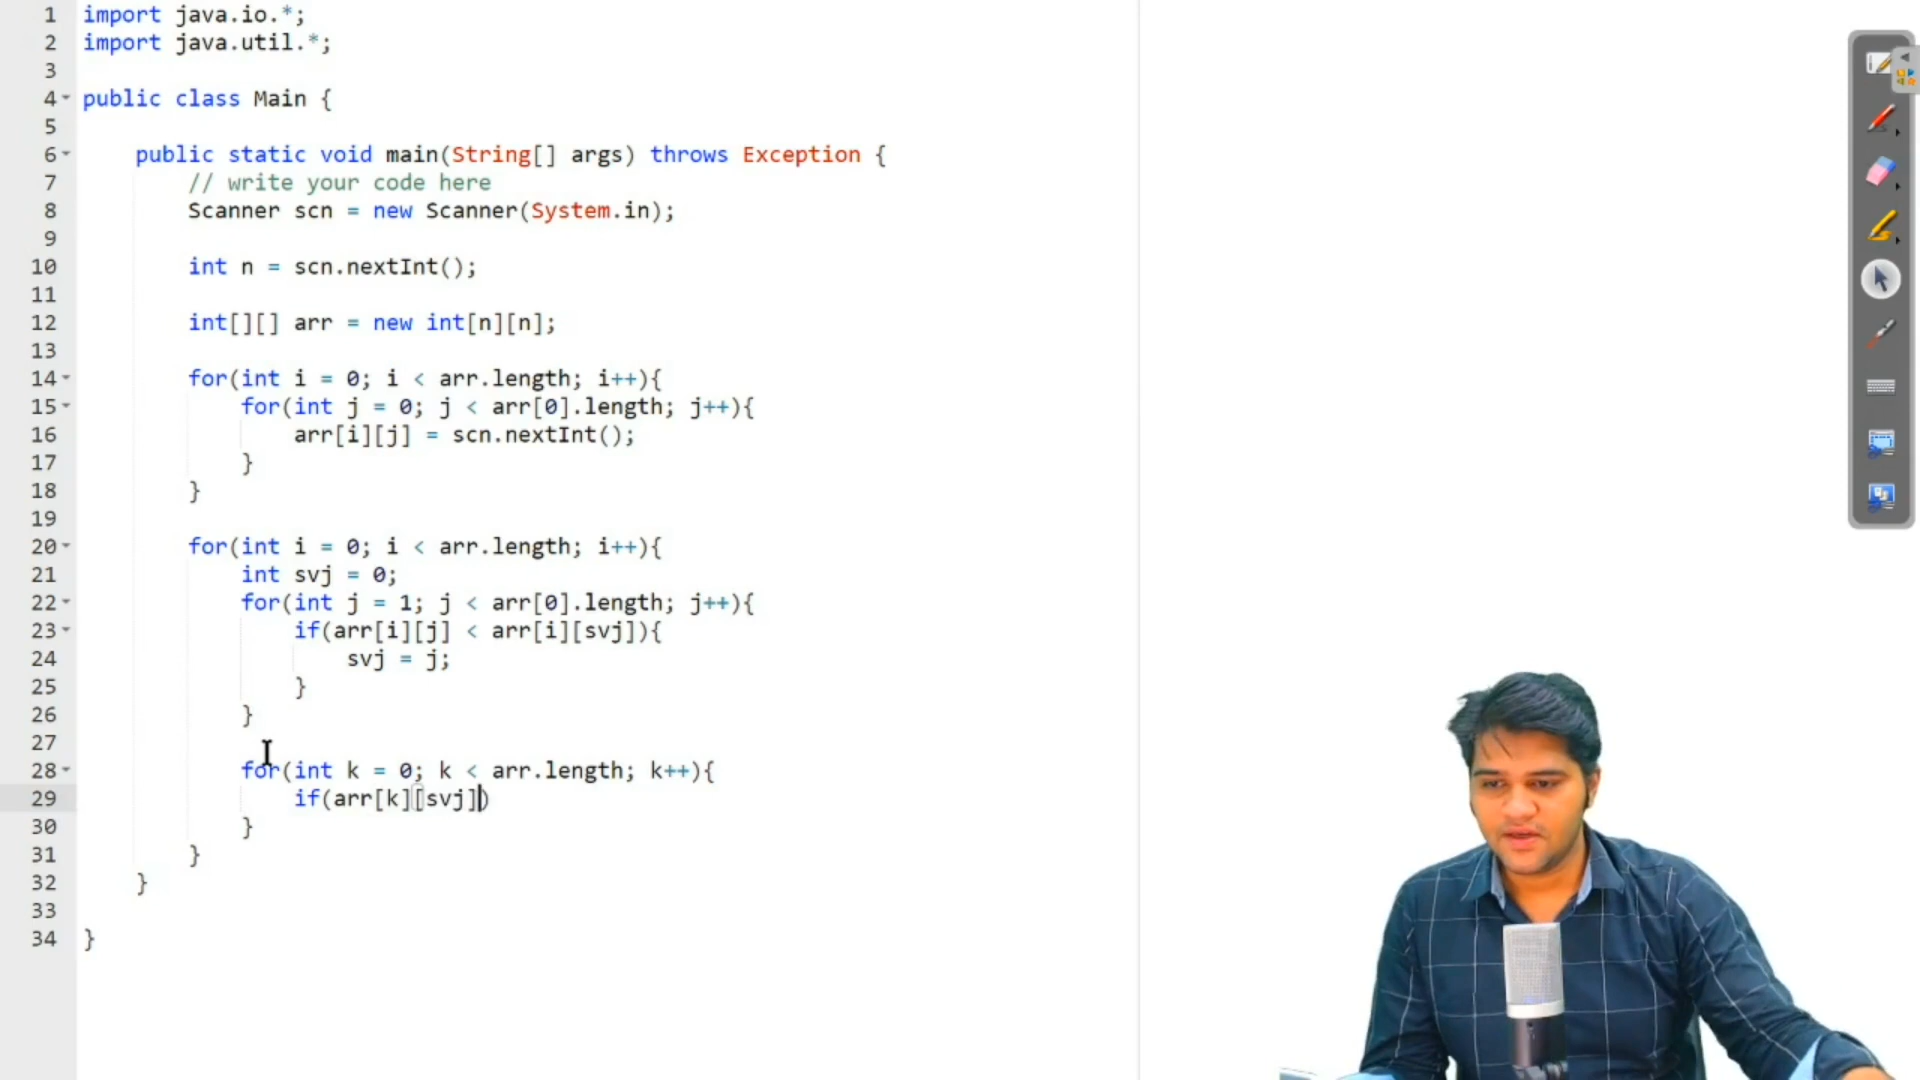 1 import java.io.*;
2 import java.util.*;
3
4 public class Main {
5
6     public static void main(String[] args) throws Exception {
7         // write your code here
8         Scanner scn = new Scanner(System.in);
9
10         int n = scn.nextInt();
11
12         int[][] arr = new int[n][n];
13
14         for(int i = 0; i < arr.length; i++){
15             for(int j = 0; j < arr[0].length; j++){
16                 arr[i][j] = scn.nextInt();
17             }
18         }
19
20         for(int i = 0; i < arr.length; i++){
21             int svj = 0;
22             for(int j = 1; j < arr[0].length; j++){
23                 if(arr[i][j] < arr[i][svj]){
24                     svj = j;
25                 }
26             }
27
28             for(int k = 0; k < arr.length; k++){
29                 if(arr[k][svj])
30             }
31         }
32     }
33
34 }